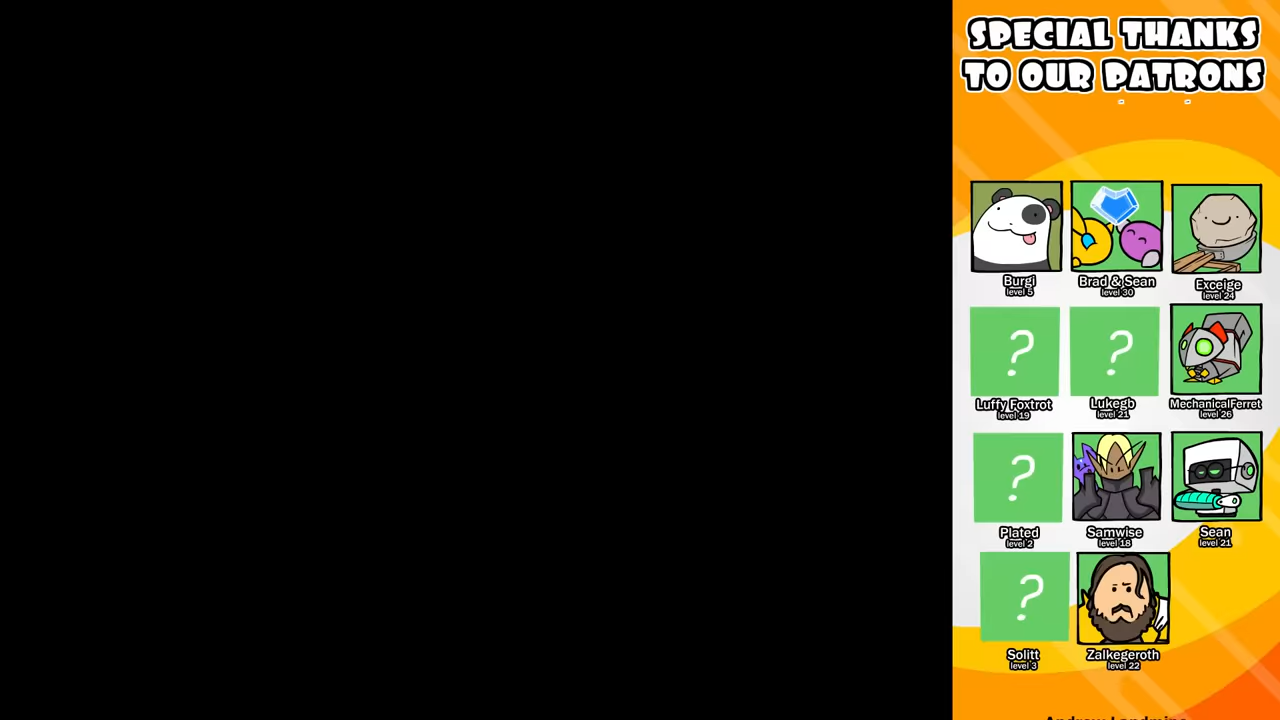 SPECIAL THANKS
TO OUR PATRONS
Burgi
level 5
Brad & Sean
level 30
Exceige
level 24
?
Luffy Foxtrot
level 19
?
Lukegb
level 21
MechanicalFerret
level 26
?
Plated
level 2
Samwise
level 18
Sean
level 21
?
Solitt
level 3
Zalkegeroth
level 22
Andrew Landmine